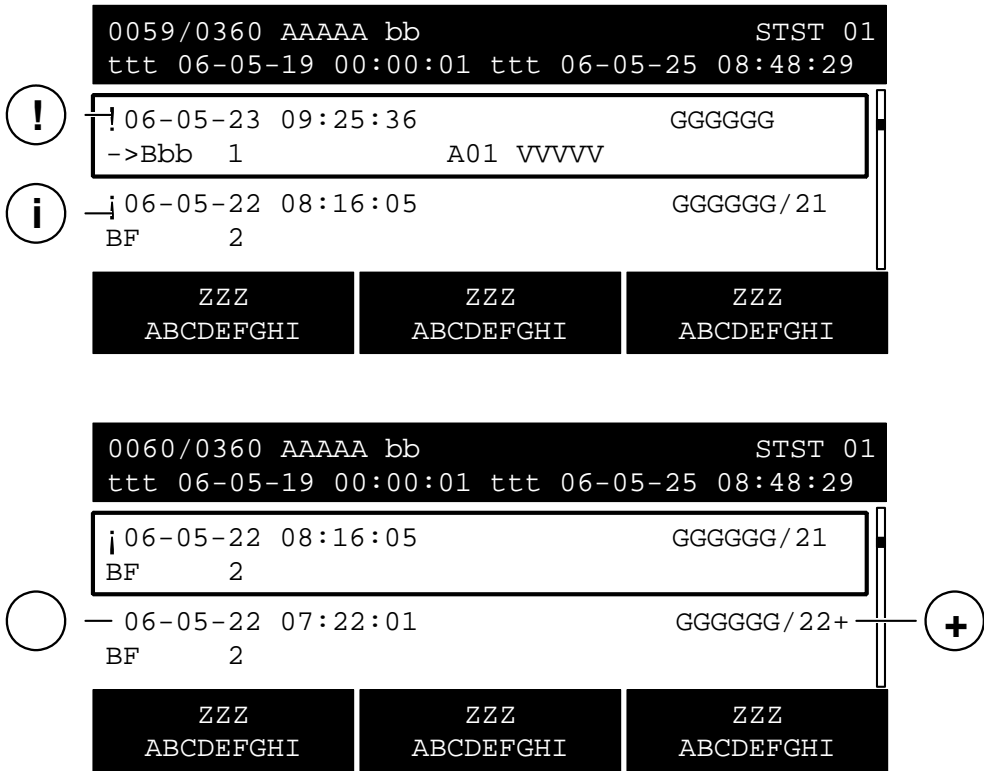 0059/0360 AAAAA bb STST 01
ttt 06-05-19 00:00:01 ttt 06-05-25 08:48:29
! !06-05-23 09:25:36 GGGGGG
->Bbb 1 A01 VVVVV
i ¡06-05-22 08:16:05 GGGGGG/21
BF 2
ZZZ ZZZ ZZZ
ABCDEFGHI ABCDEFGHI ABCDEFGHI
0060/0360 AAAAA bb STST 01
ttt 06-05-19 00:00:01 ttt 06-05-25 08:48:29
¡06-05-22 08:16:05 GGGGGG/21
BF 2
06-05-22 07:22:01 GGGGGG/22+ +
BF 2
ZZZ ZZZ ZZZ
ABCDEFGHI ABCDEFGHI ABCDEFGHI